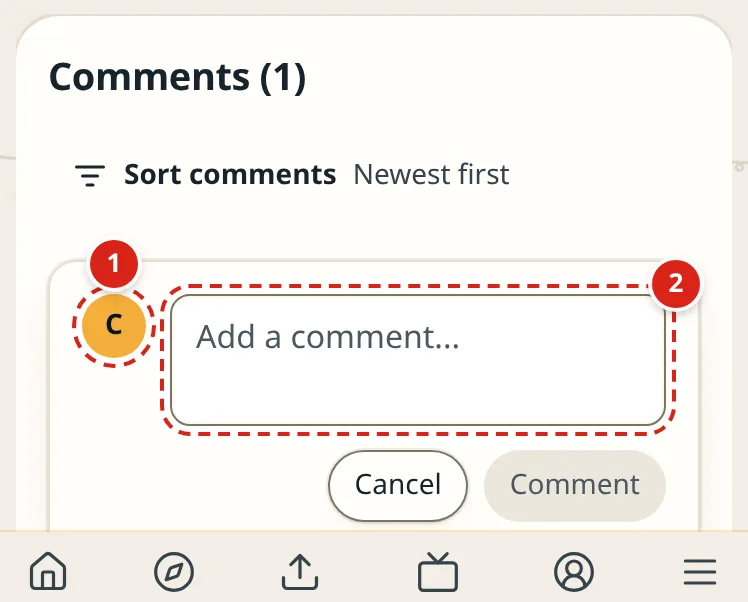 Comments (1)
Sort comments Newest first
1
2
C
Add a comment...
Cancel Comment